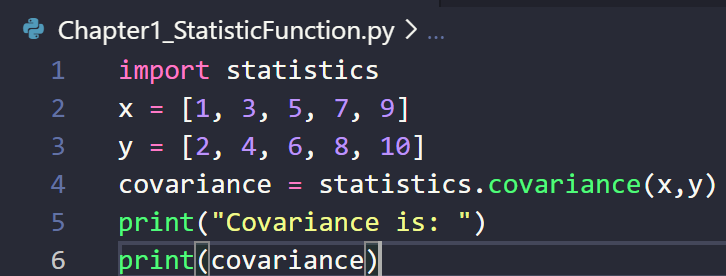 Chapter1_StatisticFunction.py > ...
1 import statistics
2 x = [1, 3, 5, 7, 9]
3 y = [2, 4, 6, 8, 10]
4 covariance = statistics.covariance(x,y)
5 print("Covariance is: ")
6 print(covariance)